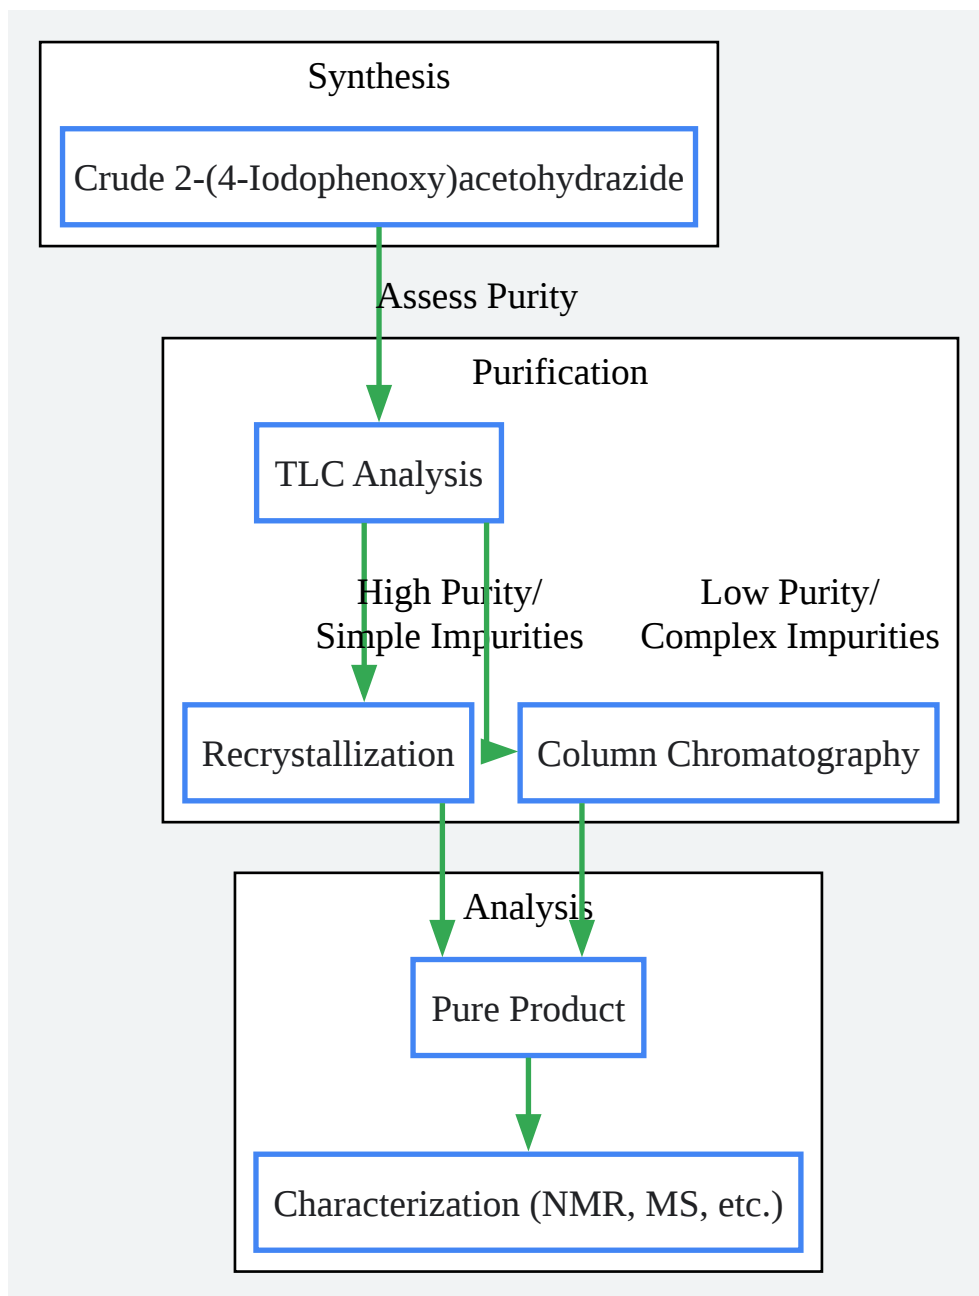 Synthesis
Crude 2-(4-Iodophenoxy)acetohydrazide
Assess Purity
Purification
TLC Analysis
High Purity/
Simple Impurities
Low Purity/
Complex Impurities
Recrystallization
Column Chromatography
Analysis
Pure Product
Characterization (NMR, MS, etc.)